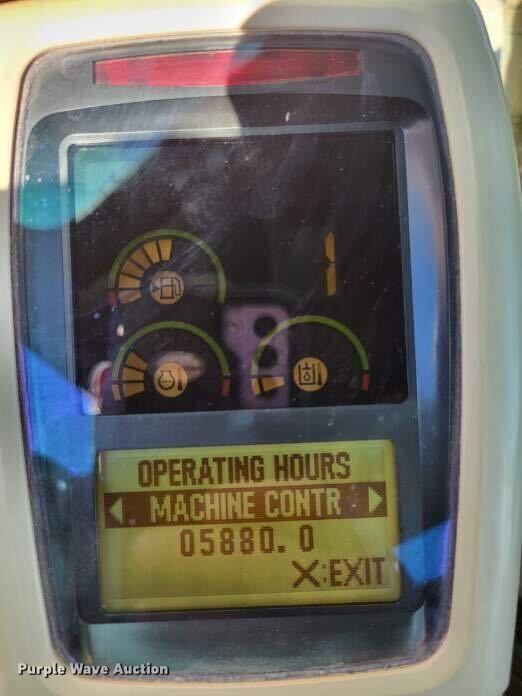 OPERATING HOURS
MACHINE CONTR
05880.0
X:EXIT
Purple Wave Auction